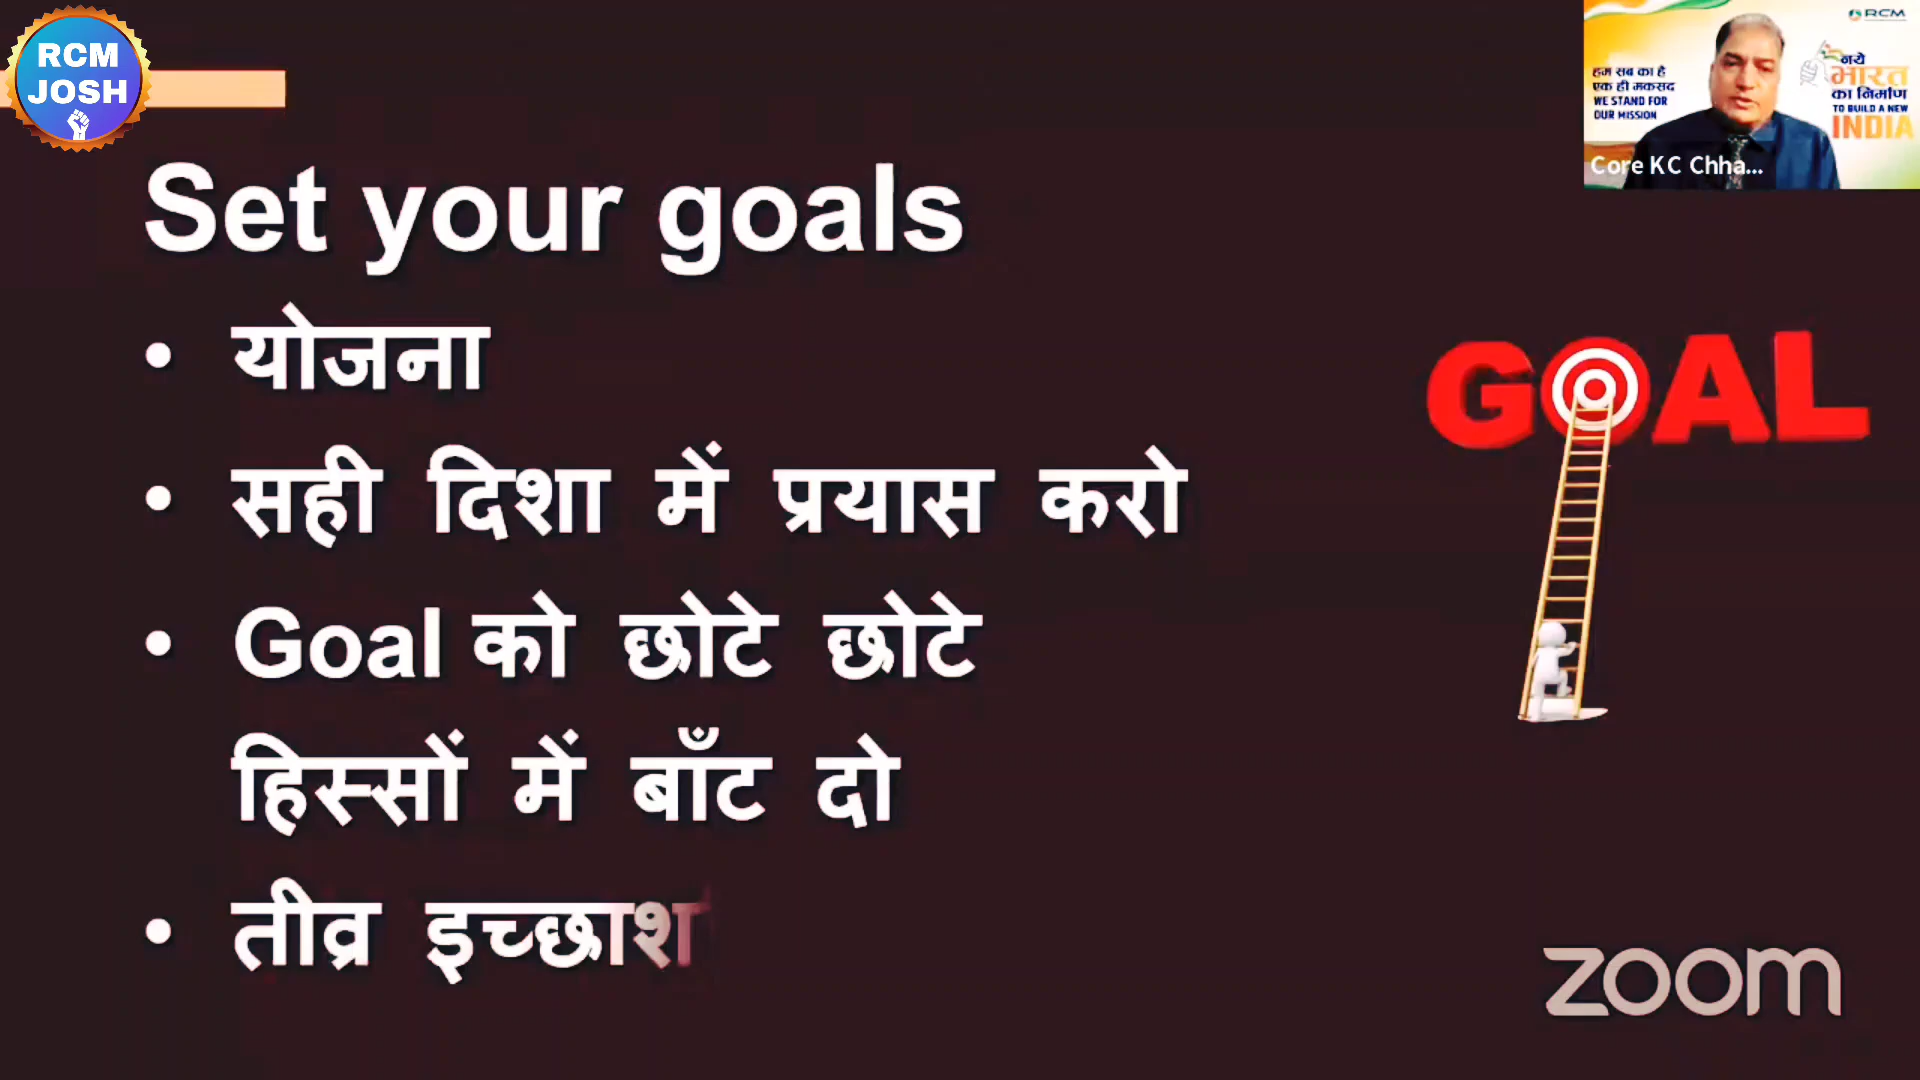 RCM
JOSH
Set your goals
• योजना
• सही दिशा में प्रयास करो
• Goal को छोटे छोटे
हिस्सों में बाँट दो
• तीव्र इच्छाश
GOAL
RCM
हम सब का है
एक ही मकसद
WE STAND FOR
OUR MISSION
नये
भारत
का निर्माण
TO BUILD A NEW
INDIA
Core KC Chha...
zoom